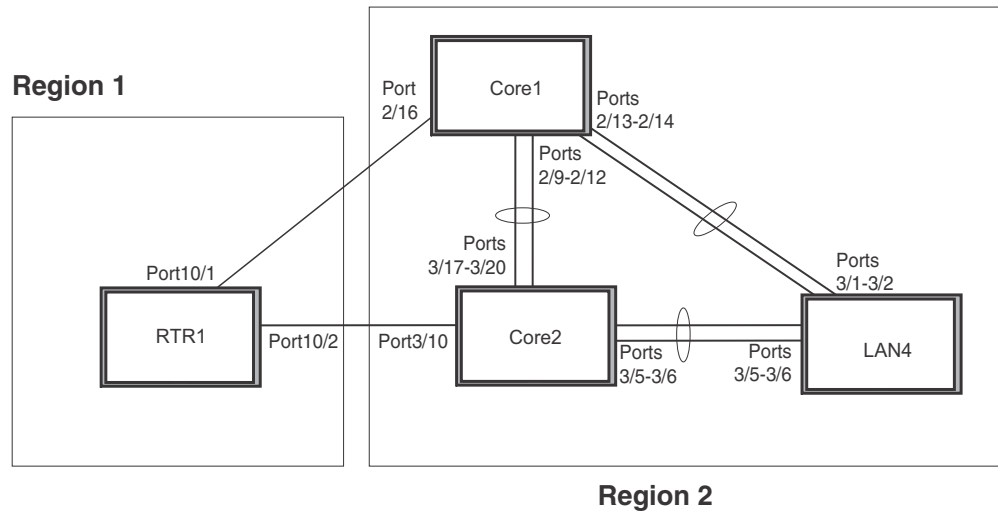 Region 1
Port
2/16
Core1
Ports
2/13-2/14
Ports
2/9-2/12
Ports
3/17-3/20
Port10/1
Ports
3/1-3/2
RTR1
Port10/2
Port3/10
Core2
Ports
3/5-3/6
Ports
3/5-3/6
LAN4
Region 2